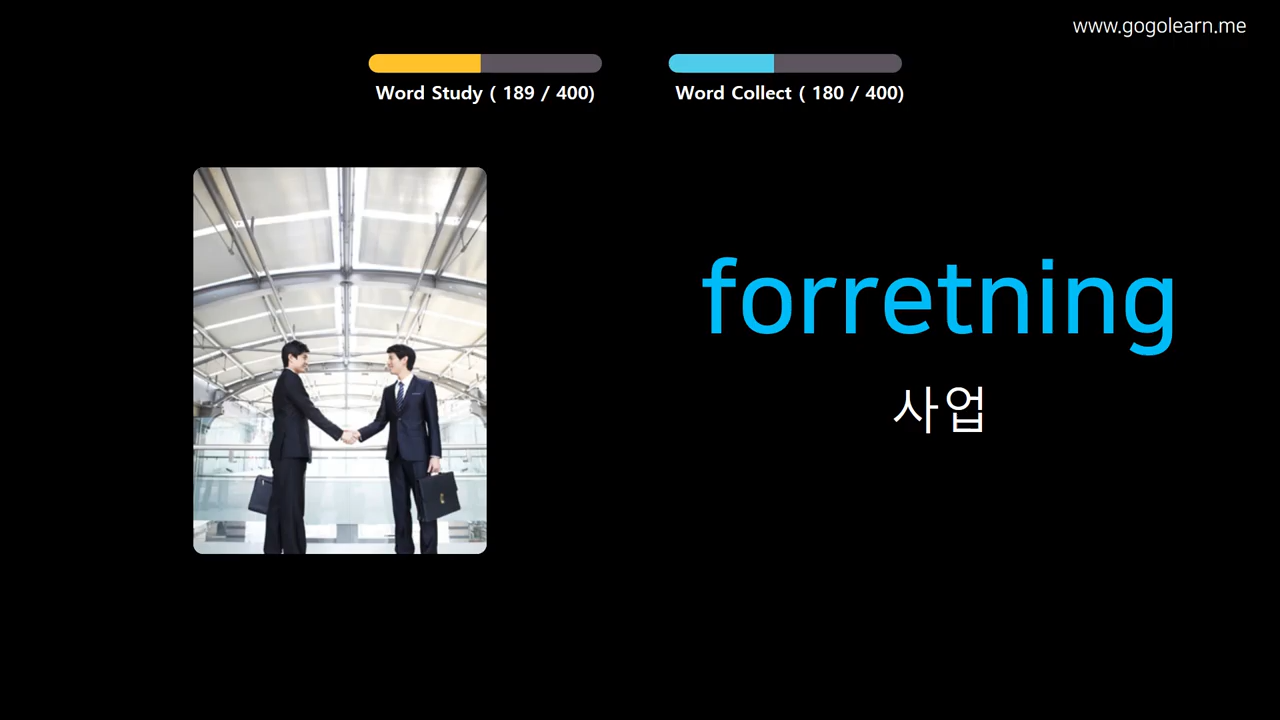 www.gogolearn.me
Word Study ( 189 / 400)
Word Collect ( 180 / 400)
forretning
사업